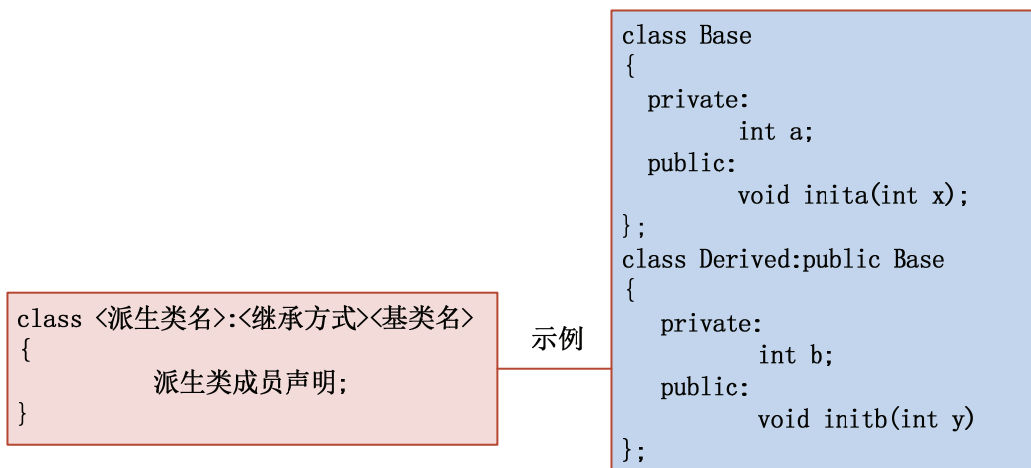 class <派生类名>:<继承方式><基类名>
{
派生类成员声明;
}
示例
class Base
{
private:
int a;
public:
void inita(int x);
};
class Derived:public Base
{
private:
int b;
public:
void initb(int y)
};